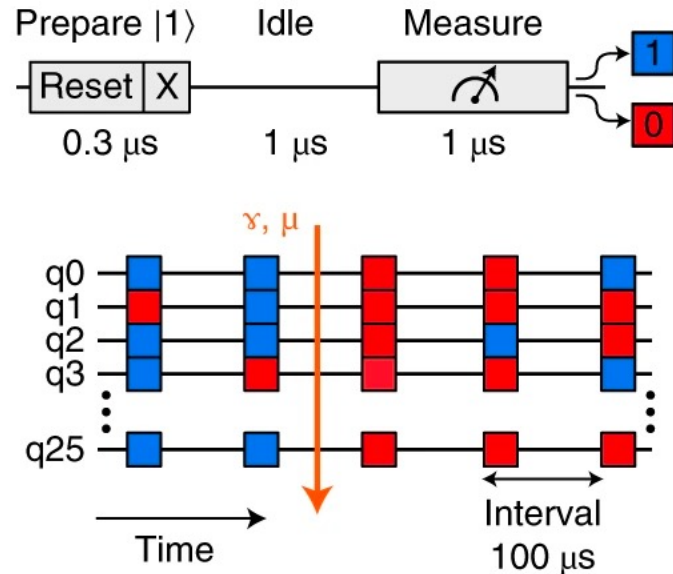 Prepare |1⟩ Idle Measure
Reset X
1
0
0.3 μs 1 μs 1 μs
γ, μ
q0
q1
q2
q3
q25
Time
Interval
100 μs